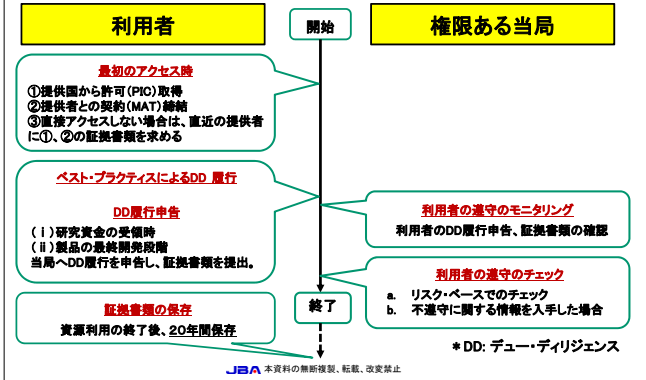 利用者
開始
権限ある当局
最初のアクセス時
①提供国から許可(PIC)取得
②提供者との契約(MAT)締結
③直接アクセスしない場合は、直近の提供者
に①、②の証拠書類を求める
ベスト・プラクティスによるDD 履行
DD履行申告
(ⅰ)研究資金の受領時
(ⅱ)製品の最終開発段階
当局へDD履行を申告し、証拠書類を提出。
利用者の遵守のモニタリング
利用者のDD履行申告、証拠書類の確認
利用者の遵守のチェック
a. リスク・ベースでのチェック
b. 不遵守に関する情報を入手した場合
終了
証拠書類の保存
資源利用の終了後、20年間保存
＊DD: デュー・ディリジェンス
JBA 本資料の無断複製、転載、改変禁止